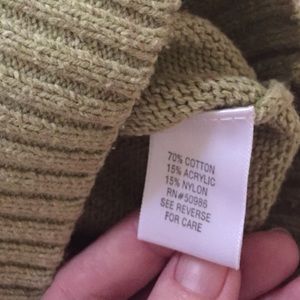 70% COTTON
15% ACRYLIC
15% NYLON
RN#50986
SEE REVERSE
FOR CARE